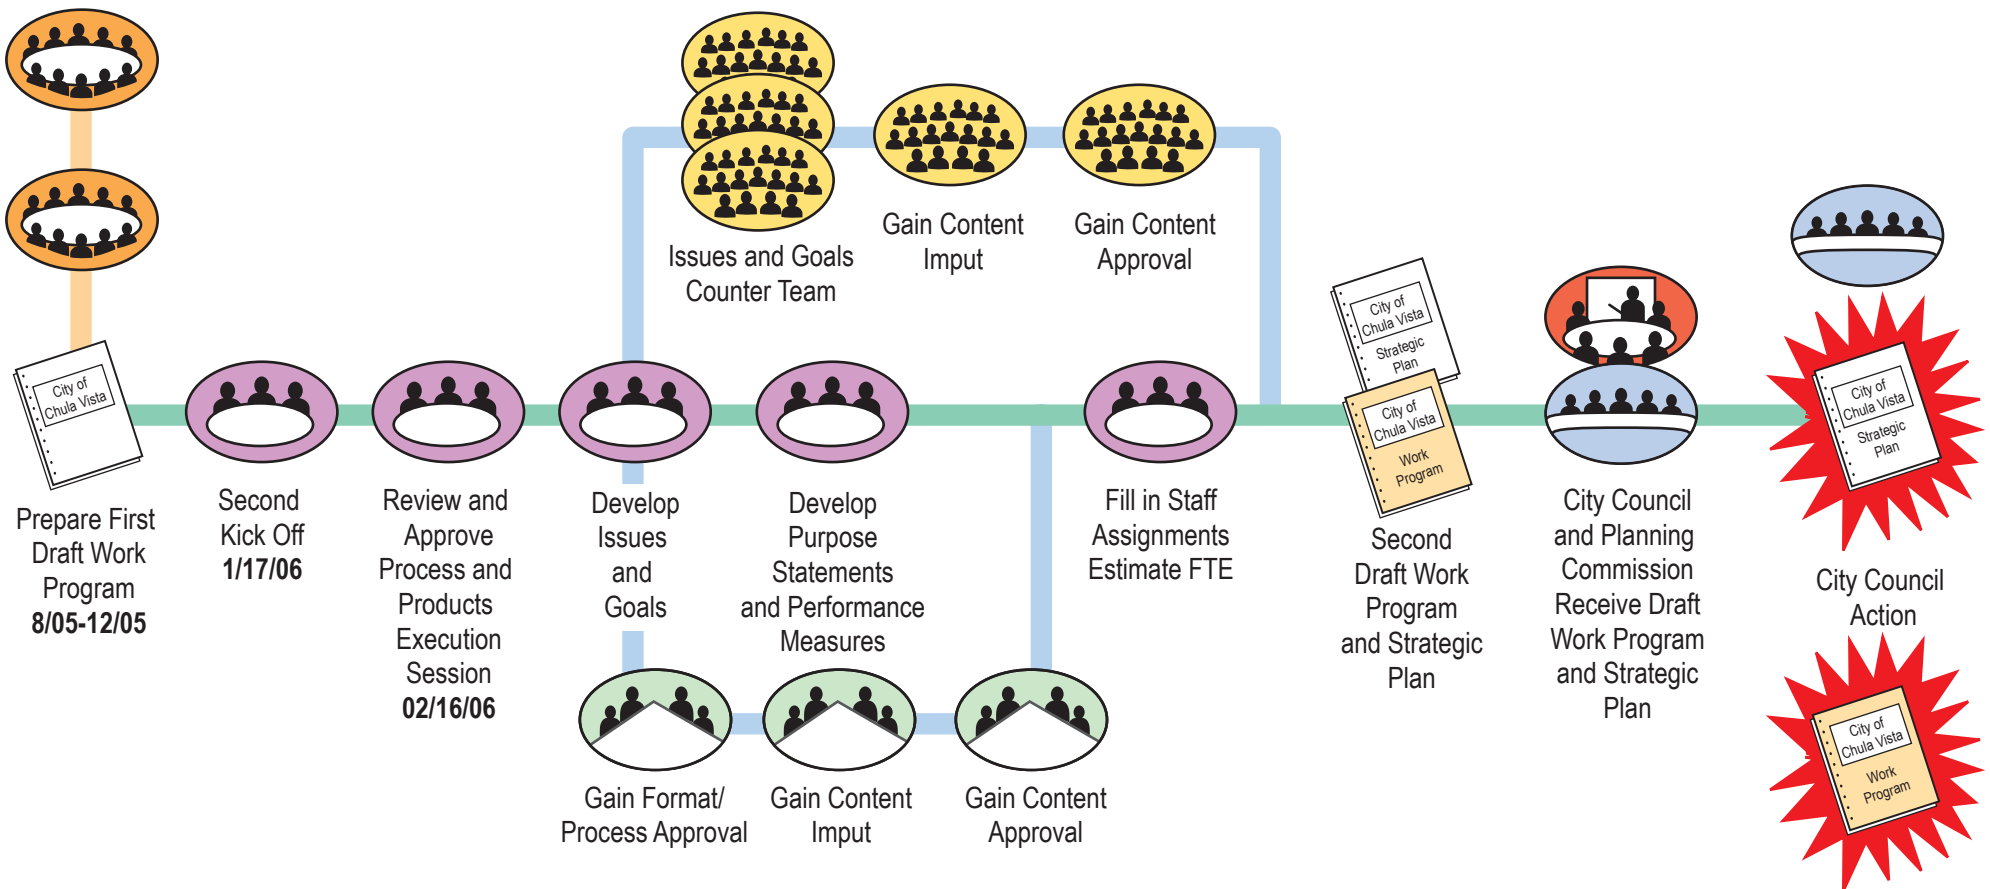 City of
Chula Vista
Prepare First
Draft Work
Program
8/05-12/05
Second
Kick Off
1/17/06
Review and
Approve
Process and
Products
Execution
Session
02/16/06
Develop
Issues
and
Goals
Issues and Goals
Counter Team
Gain Content
Imput
Gain Content
Approval
Gain Format/
Process Approval
Gain Content
Imput
Gain Content
Approval
Develop
Purpose
Statements
and Performance
Measures
Fill in Staff
Assignments
Estimate FTE
City of
Chula Vista
Strategic
Plan
City of
Chula Vista
Work
Program
Second
Draft Work
Program
and Strategic
Plan
City Council
and Planning
Commission
Receive Draft
Work Program
and Strategic
Plan
City of
Chula Vista
Strategic
Plan
City Council
Action
City of
Chula Vista
Work
Program